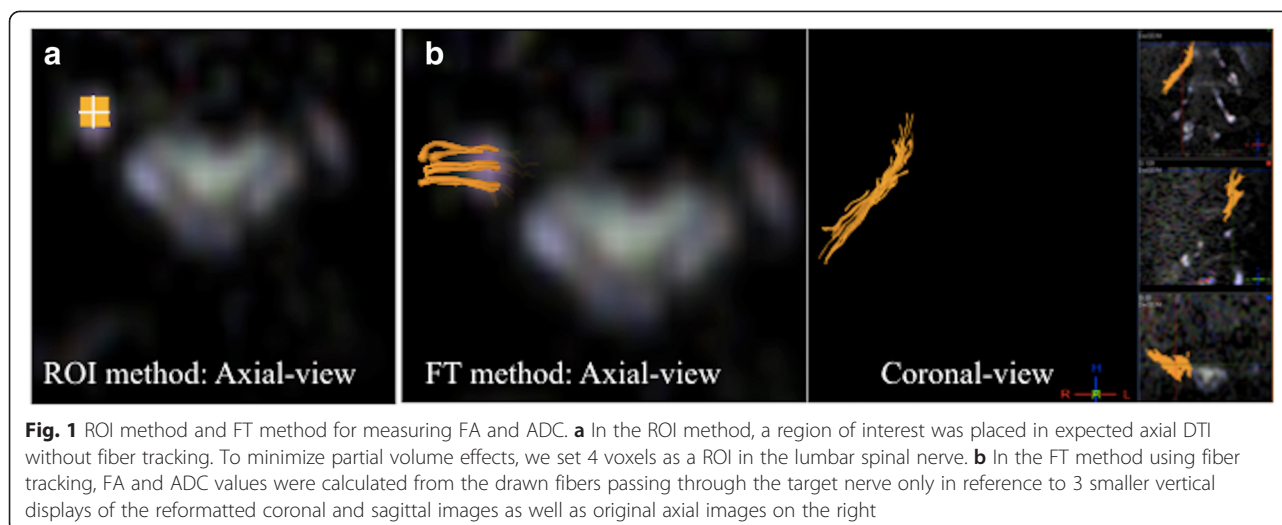 a
b
ROI method: Axial-view
FT method: Axial-view
Coronal-view
H
R
L
Fig. 1 ROI method and FT method for measuring FA and ADC. a In the ROI method, a region of interest was placed in expected axial DTI
without fiber tracking. To minimize partial volume effects, we set 4 voxels as a ROI in the lumbar spinal nerve. b In the FT method using fiber
tracking, FA and ADC values were calculated from the drawn fibers passing through the target nerve only in reference to 3 smaller vertical
displays of the reformatted coronal and sagittal images as well as original axial images on the right